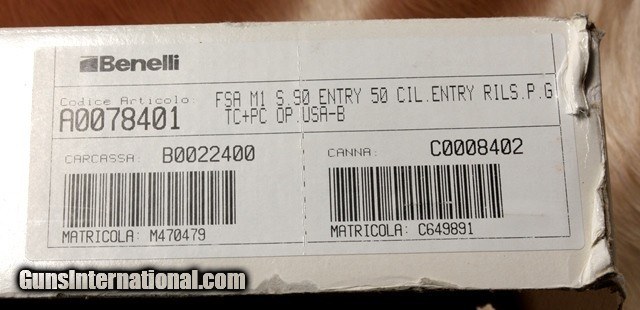 Benelli
Codice Articolo: FSA M1 S.90 ENTRY 50 CIL.ENTRY RILS.P.G
A0078401 TC+PC OP.USA-B
CARCASSA: B0022400 CANNA: C0008402
MATRICOLA: M470479 MATRICOLA: C649891
GunsInternational.com